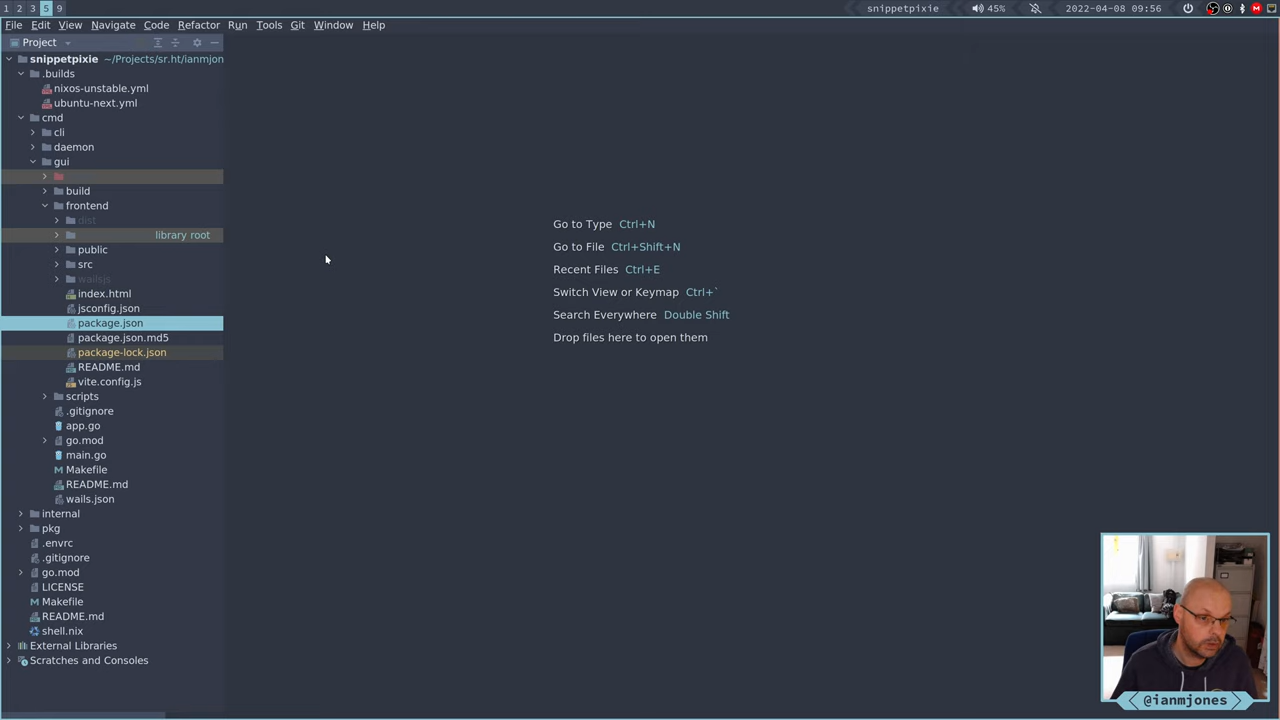 1 2 3 5 9
snippetpixie
45%
2022-04-08 09:56
File Edit View Navigate Code Refactor Run Tools Git Window Help
Project
snippetpixie ~/Projects/sr.ht/ianmjon
.builds
nixos-unstable.yml
ubuntu-next.yml
cmd
cli
daemon
gui
build
frontend
dist
library root
public
src
wailsjs
index.html
jsconfig.json
package.json
package.json.md5
package-lock.json
README.md
vite.config.js
scripts
.gitignore
app.go
go.mod
main.go
Makefile
README.md
wails.json
internal
pkg
.envrc
.gitignore
go.mod
LICENSE
Makefile
README.md
shell.nix
External Libraries
Scratches and Consoles
Go to Type Ctrl+N
Go to File Ctrl+Shift+N
Recent Files Ctrl+E
Switch View or Keymap Ctrl+`
Search Everywhere Double Shift
Drop files here to open them
@ianmjones